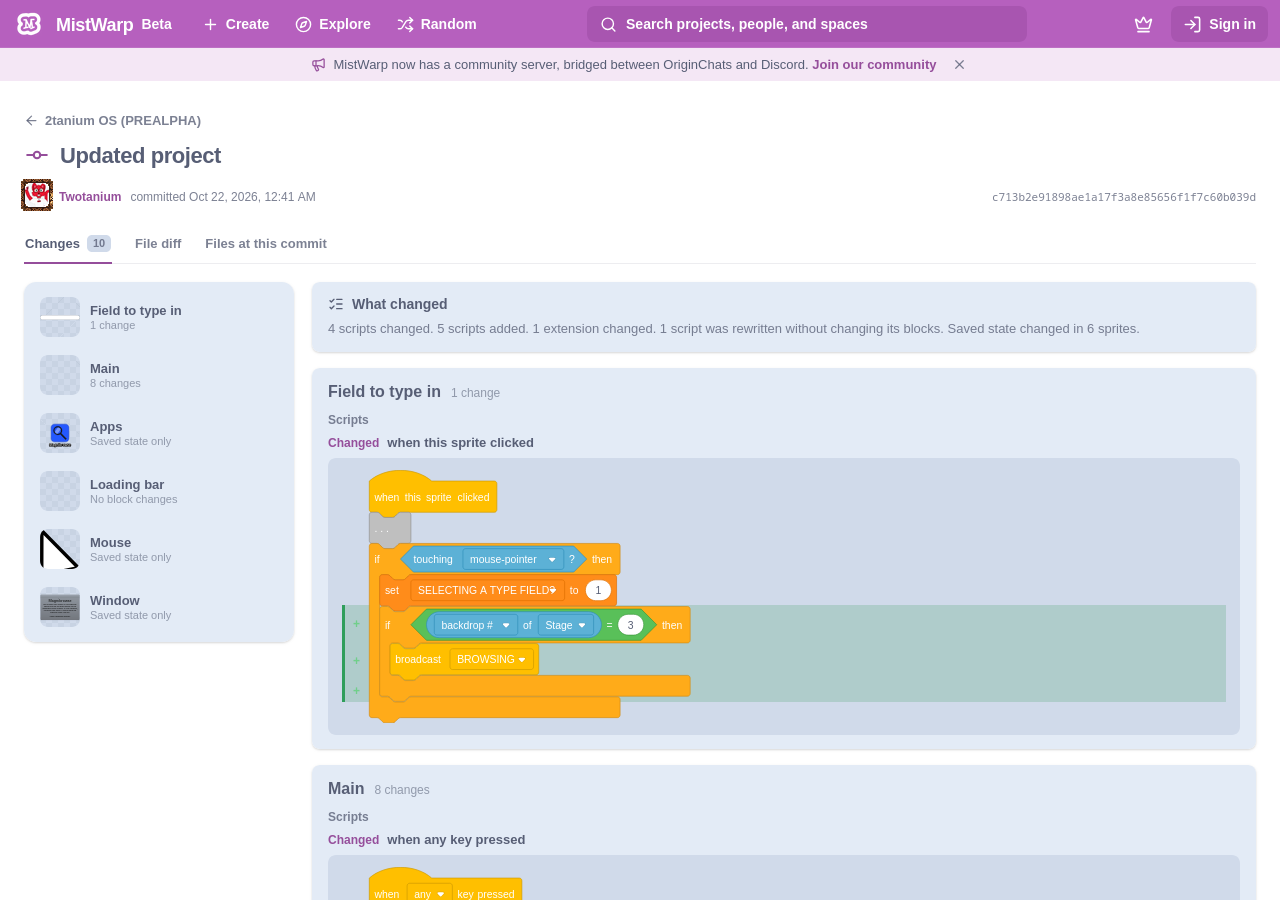 MistWarp Beta
Create
Explore
Random
Search projects, people, and spaces
Sign in
MistWarp now has a community server, bridged between OriginChats and Discord. Join our community
2tanium OS (PREALPHA)
Updated project
Twotanium committed Oct 22, 2026, 12:41 AM
c713b2e91898ae1a17f3a8e85656f1f7c60b039d
Changes 10
File diff
Files at this commit
Field to type in
1 change
Main
8 changes
Apps
Saved state only
Loading bar
No block changes
Mouse
Saved state only
Window
Saved state only
What changed
4 scripts changed. 5 scripts added. 1 extension changed. 1 script was rewritten without changing its blocks. Saved state changed in 6 sprites.
Field to type in 1 change
Scripts
Changed when this sprite clicked
when this sprite clicked
. . .
if touching mouse-pointer ? then
set SELECTING A TYPE FIELD? to 1
+ if backdrop # of Stage = 3 then
+ broadcast BROWSING
+
Main 8 changes
Scripts
Changed when any key pressed
when any key pressed